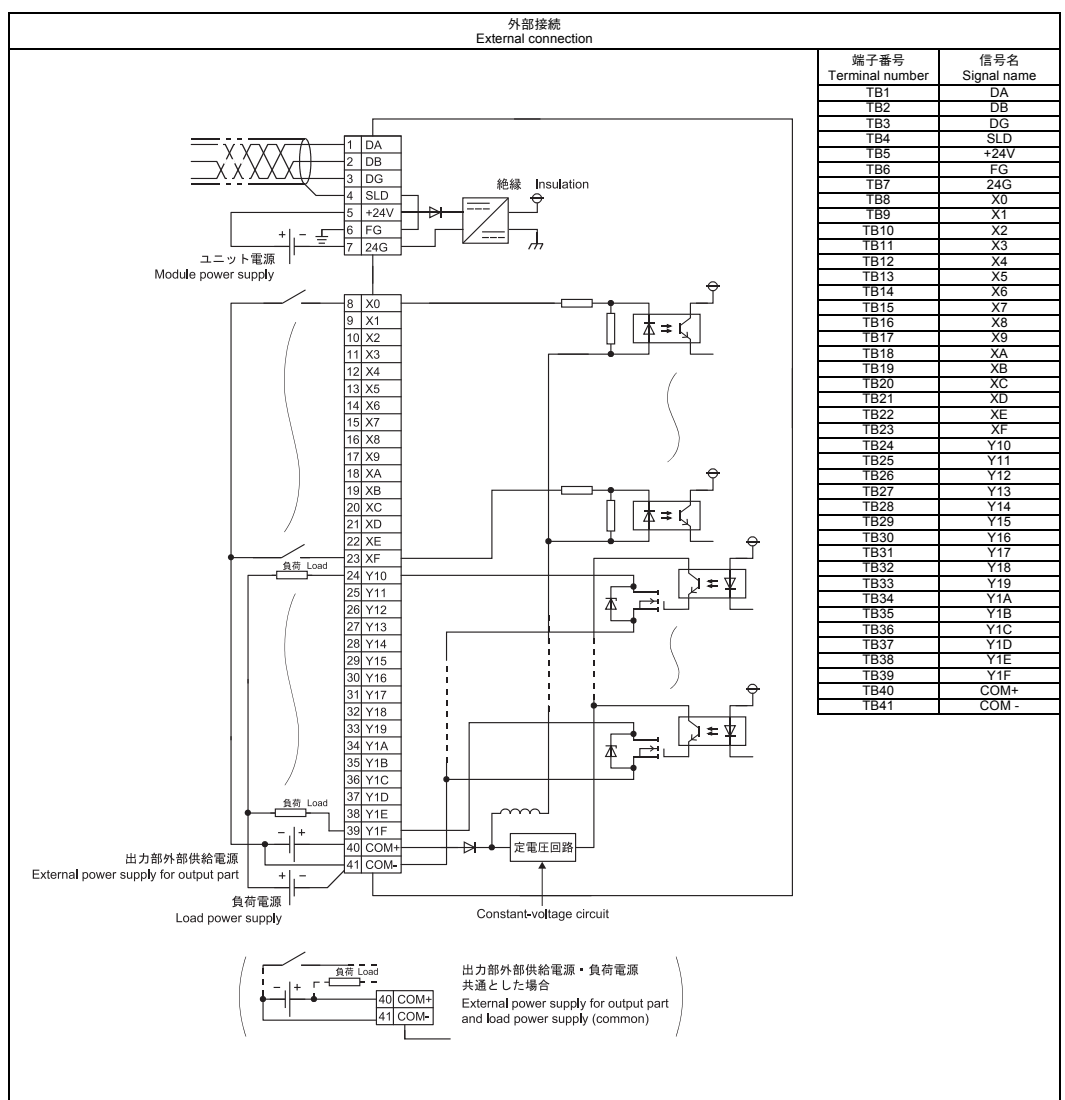 外部接続
External connection
端子番号 信号名
Terminal number Signal name
TB1 DA
TB2 DB
TB3 DG
TB4 SLD
TB5 +24V
TB6 FG
TB7 24G
TB8 X0
TB9 X1
TB10 X2
TB11 X3
TB12 X4
TB13 X5
TB14 X6
TB15 X7
TB16 X8
TB17 X9
TB18 XA
TB19 XB
TB20 XC
TB21 XD
TB22 XE
TB23 XF
TB24 Y10
TB25 Y11
TB26 Y12
TB27 Y13
TB28 Y14
TB29 Y15
TB30 Y16
TB31 Y17
TB32 Y18
TB33 Y19
TB34 Y1A
TB35 Y1B
TB36 Y1C
TB37 Y1D
TB38 Y1E
TB39 Y1F
TB40 COM+
TB41 COM -
1 DA
2 DB
3 DG
4 SLD
5 +24V
6 FG
7 24G
絶縁 Insulation
+ −
ユニット電源
Module power supply
8 X0
9 X1
10 X2
11 X3
12 X4
13 X5
14 X6
15 X7
16 X8
17 X9
18 XA
19 XB
20 XC
21 XD
22 XE
23 XF
負荷 Load
24 Y10
25 Y11
26 Y12
27 Y13
28 Y14
29 Y15
30 Y16
31 Y17
32 Y18
33 Y19
34 Y1A
35 Y1B
36 Y1C
37 Y1D
負荷 Load
38 Y1E
39 Y1F
− +
40 COM+
41 COM-
定電圧回路
出力部外部供給電源
External power supply for output part
+ −
負荷電源
Load power supply
Constant-voltage circuit
負荷 Load
− +
40 COM+
41 COM-
出力部外部供給電源・負荷電源
共通とした場合
External power supply for output part
and load power supply (common)